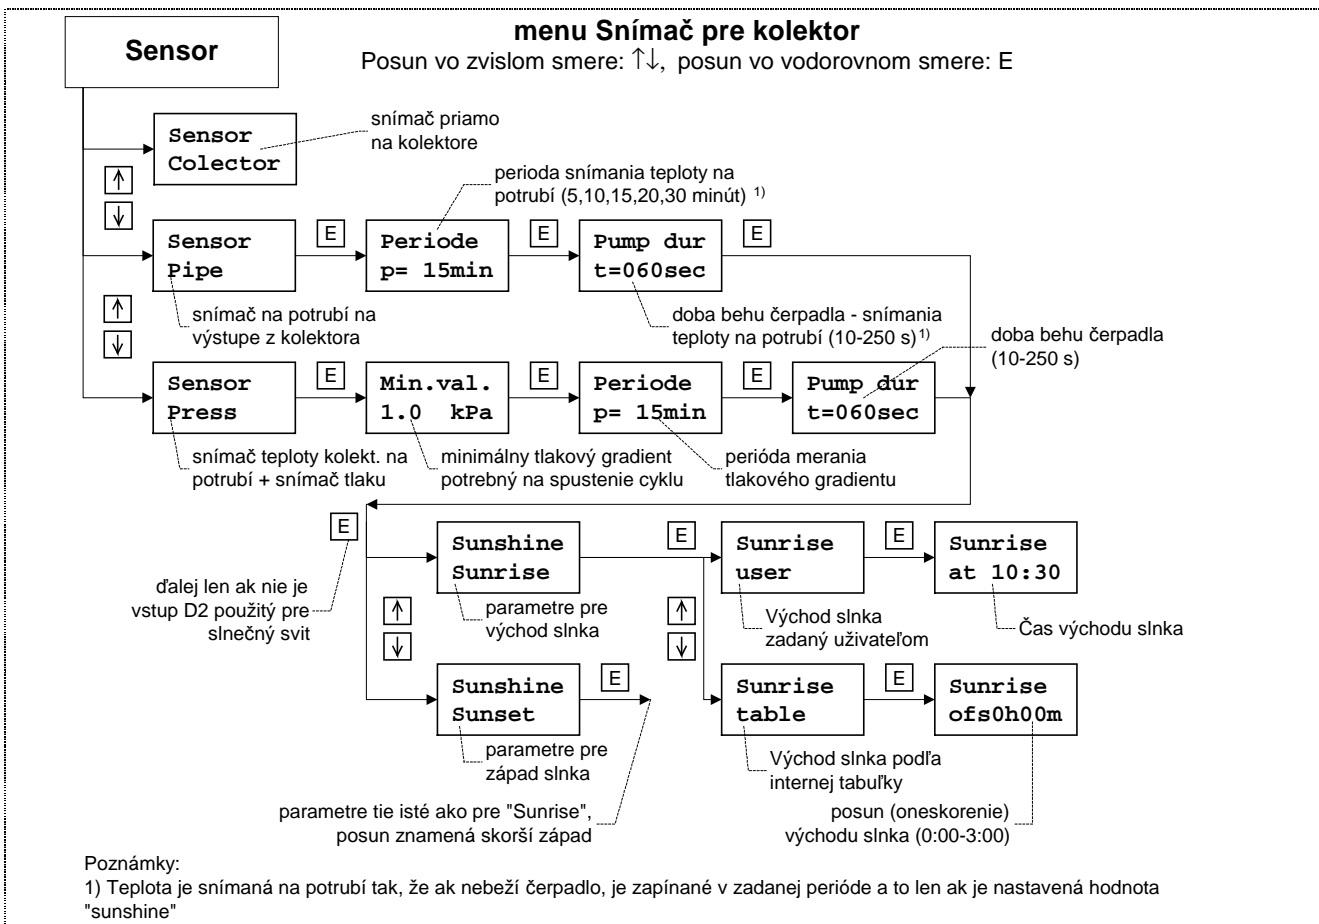 Sensor
menu Snímač pre kolektor
Posun vo zvislom smere: ↑↓, posun vo vodorovnom smere: E
Sensor
Colector
snímač priamo
na kolektore
↑
↓
perioda snímania teploty na
potrubí (5,10,15,20,30 minút) 1)
Sensor
Pipe
E
Periode
p= 15min
E
Pump dur
t=060sec
E
snímač na potrubí na
výstupe z kolektora
doba behu čerpadla - snímania
teploty na potrubí (10-250 s) 1)
doba behu čerpadla
(10-250 s)
↑
↓
Sensor
Press
E
Min.val.
1.0 kPa
E
Periode
p= 15min
E
Pump dur
t=060sec
snímač teploty kolekt. na
potrubí + snímač tlaku
minimálny tlakový gradient
potrebný na spustenie cyklu
perióda merania
tlakového gradientu
E
ďalej len ak nie je
vstup D2 použitý pre
slnečný svit
Sunshine
Sunrise
E
Sunrise
user
E
Sunrise
at 10:30
parametre pre
východ slnka
Východ slnka
zadaný uživateľom
Čas východu slnka
↑
↓
↑
↓
Sunshine
Sunset
E
Sunrise
table
E
Sunrise
ofs0h00m
parametre pre
západ slnka
Východ slnka podľa
internej tabuľky
parametre tie isté ako pre "Sunrise",
posun znamená skorší západ
posun (oneskorenie)
východu slnka (0:00-3:00)
Poznámky:
1) Teplota je snímaná na potrubí tak, že ak nebeží čerpadlo, je zapínané v zadanej perióde a to len ak je nastavená hodnota
"sunshine"